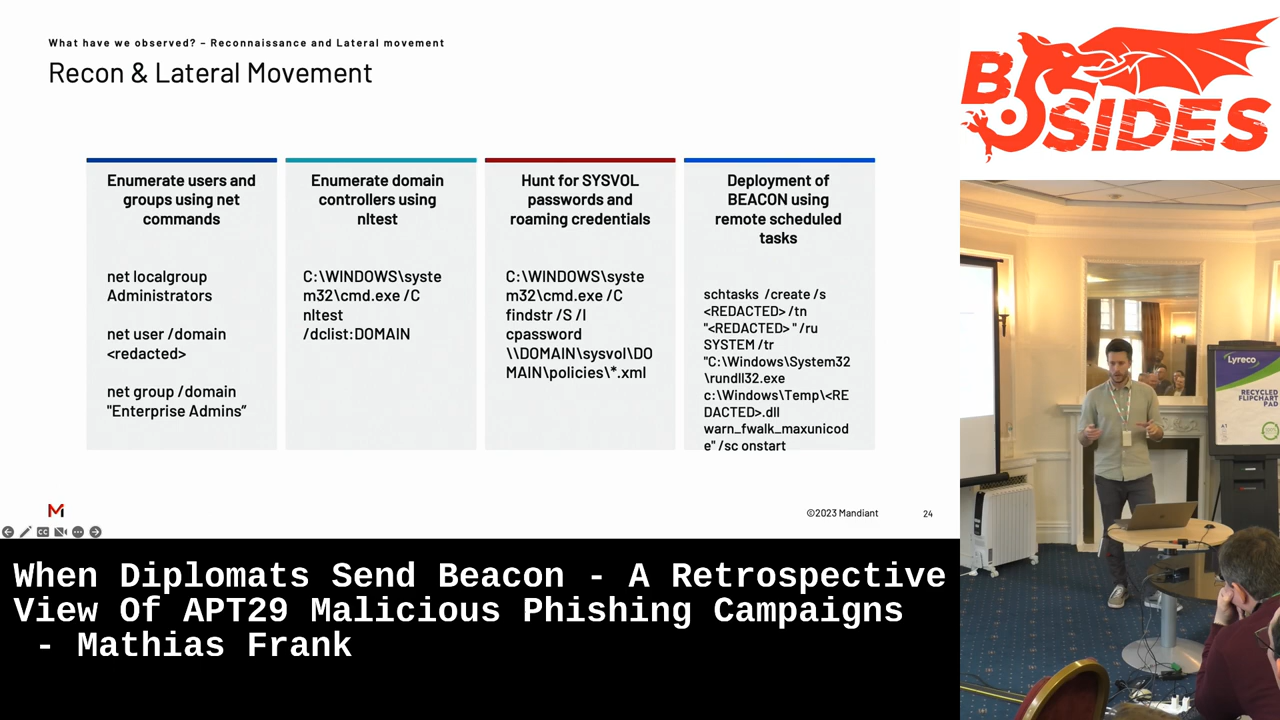 What have we observed? – Reconnaissance and Lateral movement
Recon & Lateral Movement
Enumerate users and
groups using net
commands
net localgroup
Administrators
net user /domain
<redacted>
net group /domain
"Enterprise Admins”
Enumerate domain
controllers using
nltest
C:\WINDOWS\syste
m32\cmd.exe /C
nltest
/dclist:DOMAIN
Hunt for SYSVOL
passwords and
roaming credentials
C:\WINDOWS\syste
m32\cmd.exe /C
findstr /S /I
cpassword
\\DOMAIN\sysvol\DO
MAIN\policies\*.xml
Deployment of
BEACON using
remote scheduled
tasks
schtasks /create /s
<REDACTED> /tn
"<REDACTED> " /ru
SYSTEM /tr
"C:\Windows\System32
\rundll32.exe
c:\Windows\Temp\<RE
DACTED>.dll
warn_fwalk_maxunicod
e" /sc onstart
M
©2023 Mandiant
24
CC
When Diplomats Send Beacon - A Retrospective
View Of APT29 Malicious Phishing Campaigns
- Mathias Frank
BSIDES
Lyreco
RECYCLED
FLIPCHART
PAD
A1